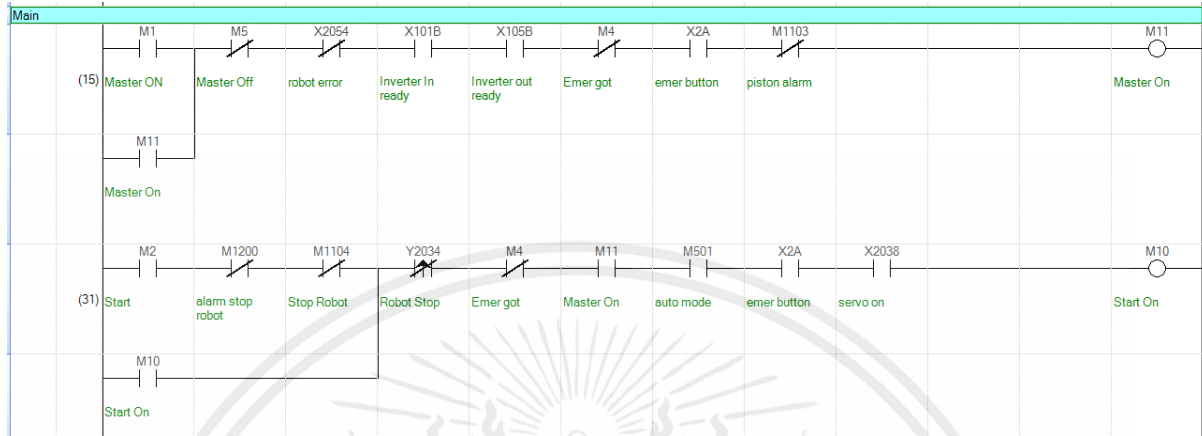 Main
M1 M5 X2054 X101B X105B M4 X2A M1103 M11
(15) Master ON Master Off robot error Inverter In ready Inverter out ready Emer got emer button piston alarm Master On
M11
Master On
M2 M1200 M1104 Y2034 M4 M11 M501 X2A X2038 M10
(31) Start alarm stop robot Stop Robot Robot Stop Emer got Master On auto mode emer button servo on Start On
M10
Start On